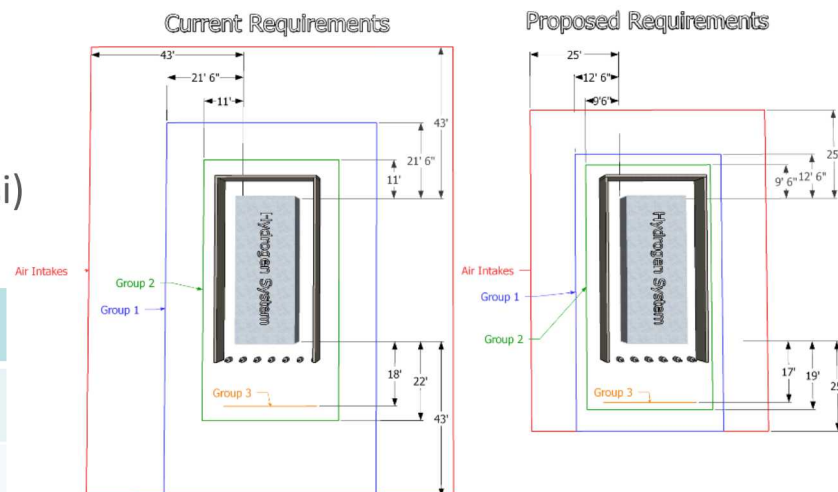 Current Requirements
43'
21' 6"
11'
43'
21' 6"
11'
i)
Hydrogen System
Air Intakes
Group 2
Group 1
Group 3
18'
22'
43'
Proposed Requirements
25'
12' 6"
9'6"
25
12' 6"
9' 6"
Hydrogen System
Air Intakes
Group 1
Group 2
Group 3
17'
19'